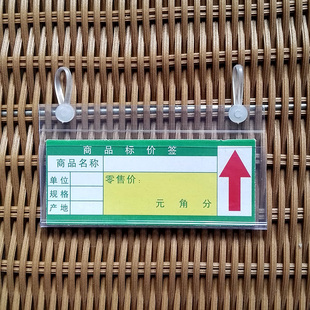 商品标价签
商品名称
单位 零售价:
规格
产地 元 角 分